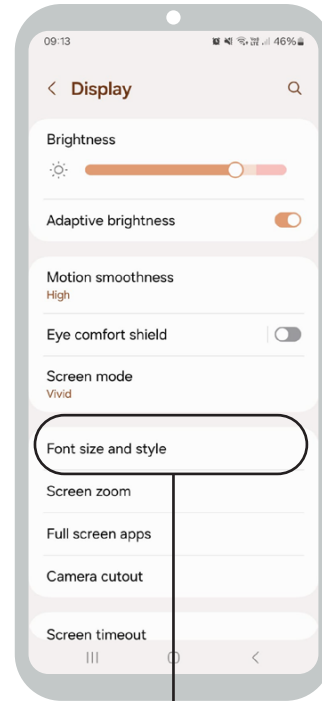 09:13 46%
Display
Brightness
Adaptive brightness
Motion smoothness
High
Eye comfort shield
Screen mode
Vivid
Font size and style
Screen zoom
Full screen apps
Camera cutout
Screen timeout